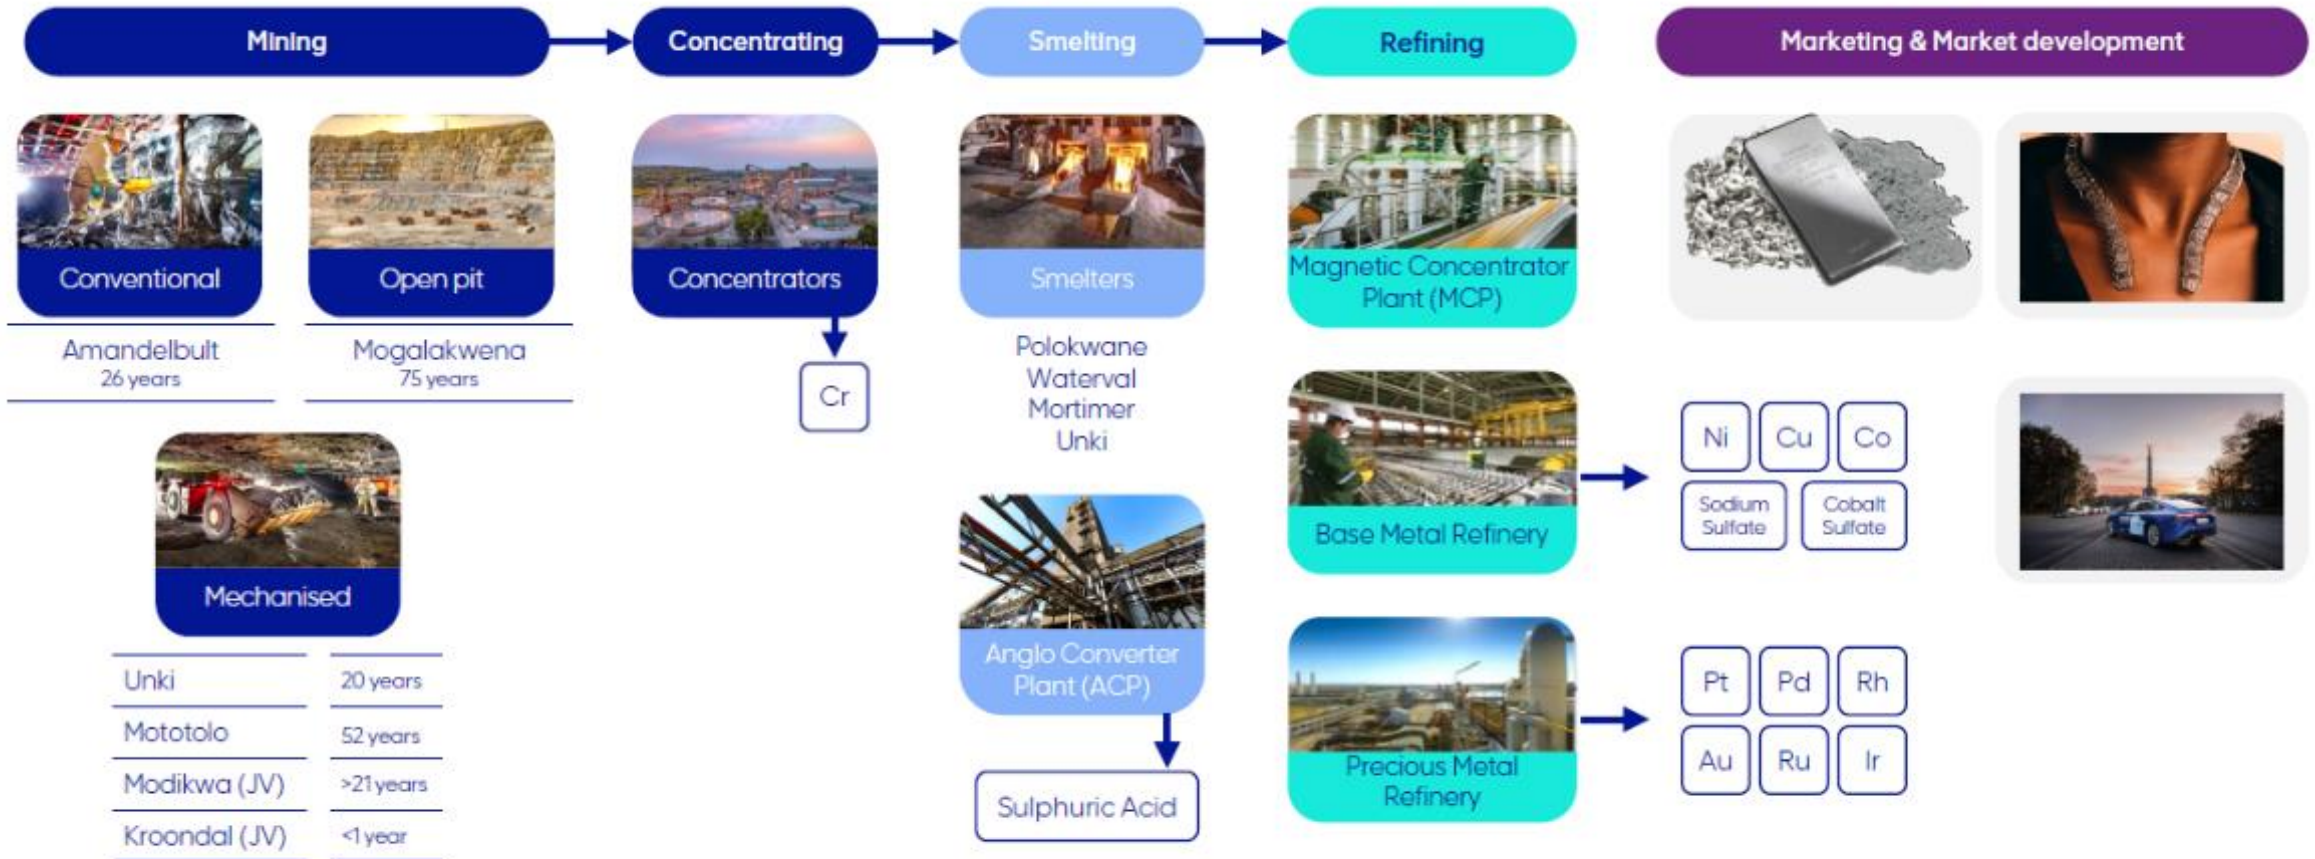 Mining
Concentrating
Smelting
Refining
Marketing & Market development
Conventional
Open pit
Amandelbult
26 years
Mogalakwena
75 years
Mechanised
Unki
20 years
Mototolo
52 years
Modikwa (JV)
>21 years
Kroondal (JV)
<1 year
Concentrators
Cr
Smelters
Polokwane
Waterval
Mortimer
Unki
Anglo Converter
Plant (ACP)
Sulphuric Acid
Magnetic Concentrator
Plant (MCP)
Base Metal Refinery
Precious Metal
Refinery
Ni
Cu
Co
Sodium
Sulfate
Cobalt
Sulfate
Pt
Pd
Rh
Au
Ru
Ir